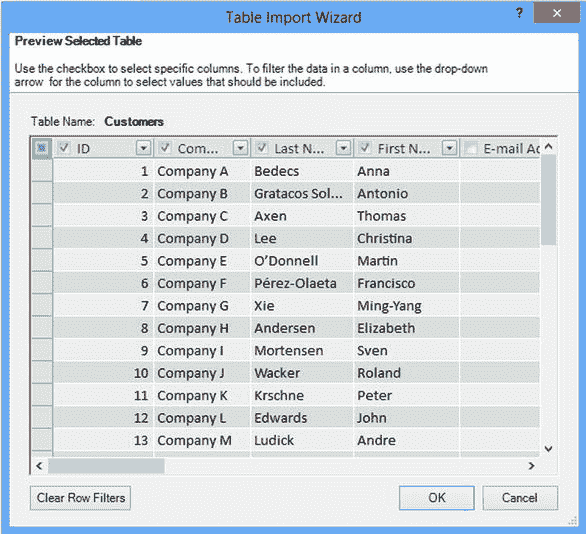 Table Import Wizard
?
Preview Selected Table
Use the checkbox to select specific columns. To filter the data in a column, use the drop-down
arrow for the column to select values that should be included.
Table Name: Customers
ID Com... Last N... First N... E-mail Ac
1 Company A Bedecs Anna
2 Company B Gratacos Sol... Antonio
3 Company C Axen Thomas
4 Company D Lee Christina
5 Company E O'Donnell Martin
6 Company F Pérez-Olaeta Francisco
7 Company G Xie Ming-Yang
8 Company H Andersen Elizabeth
9 Company I Mortensen Sven
10 Company J Wacker Roland
11 Company K Krschne Peter
12 Company L Edwards John
13 Company M Ludick Andre
Clear Row Filters OK Cancel